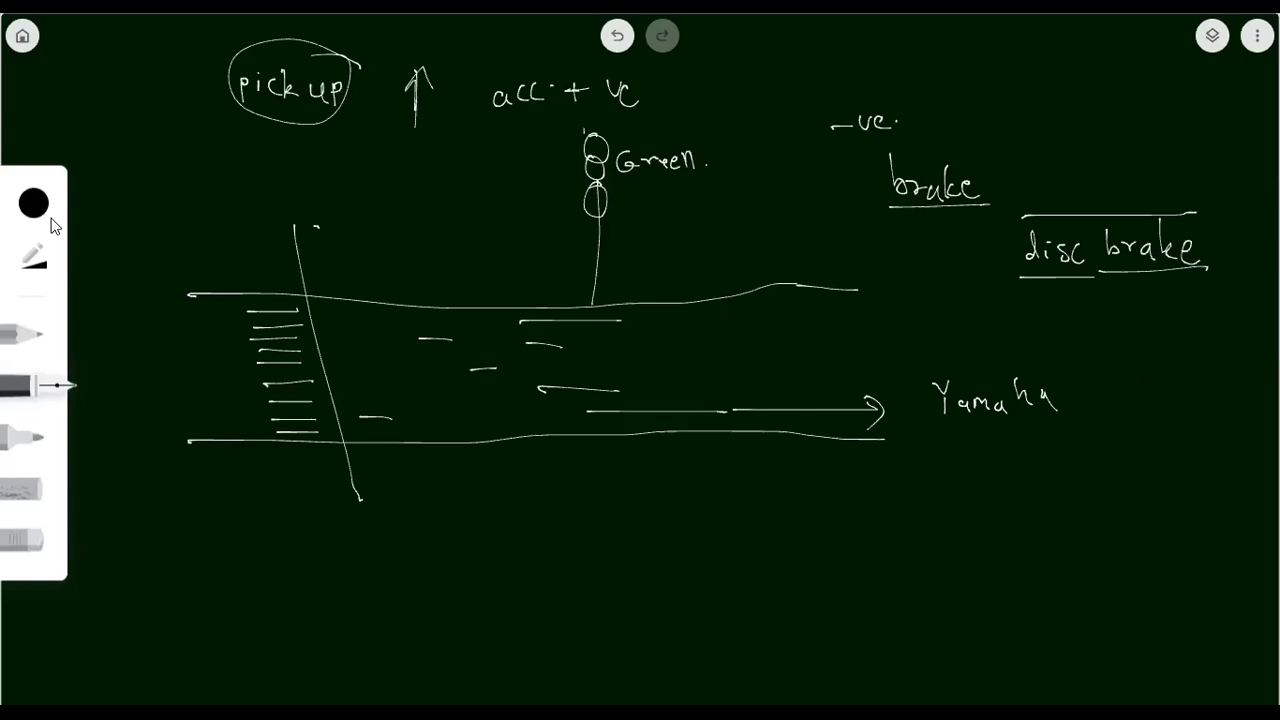 pick up ↑ acc. + ve
-ve.
Green.
brake
disc brake
Yamaha